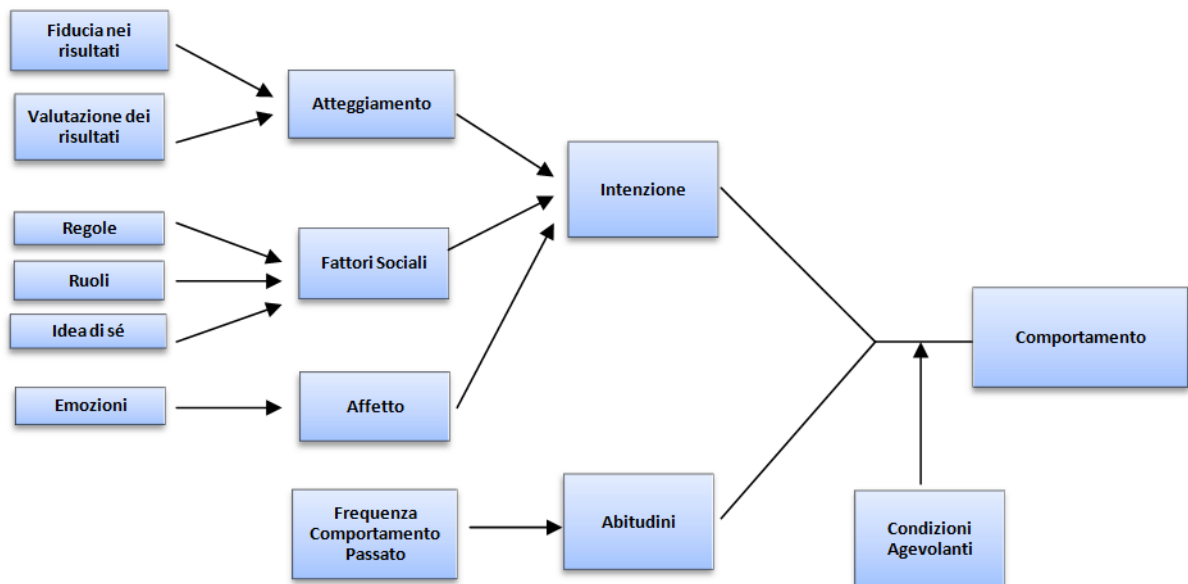 Fiducia nei
risultati
Valutazione dei
risultati
Atteggiamento
Intenzione
Regole
Ruoli
Idea di sé
Fattori Sociali
Emozioni
Affetto
Comportamento
Frequenza
Comportamento
Passato
Abitudini
Condizioni
Agevolanti